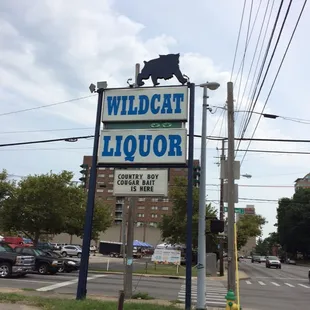 WILDCAT
LIQUOR
COUNTRY BOY
COUGAR BAIT
IS HERE